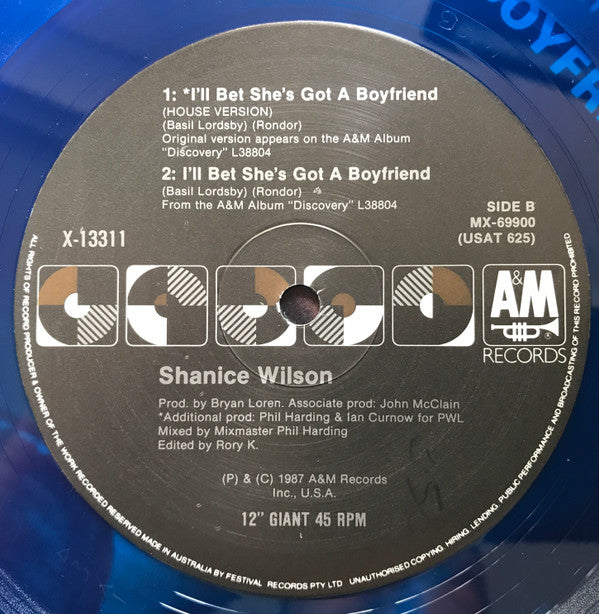 OYFR
1: *I'll Bet She's Got A Boyfriend
(HOUSE VERSION)
(Basil Lordsby) (Rondor)
Original version appears on the A&M Album
"Discovery" L38804
2: I'll Bet She's Got A Boyfriend
(Basil Lordsby) (Rondor)
From the A&M Album "Discovery" L38804
SIDE B
MX-69900
(USAT 625)
X-13311
A&M
RECORDS
Shanice Wilson
Prod. by Bryan Loren. Associate prod: John McClain
*Additional prod: Phil Harding & Ian Curnow for PWL
Mixed by Mixmaster Phil Harding
Edited by Rory K.
(P) & (C) 1987 A&M Records
Inc., U.S.A.
12" GIANT 45 RPM
ALL RIGHTS OF RECORD PRODUCER & OWNER OF THE WORK RECORDED RESERVED MADE IN AUSTRALIA BY FESTIVAL RECORDS PTY LTD UNAUTHORISED COPYING, HIRING, LENDING, PUBLIC PERFORMANCE AND BROADCASTING OF THIS RECORD PROHIBITED